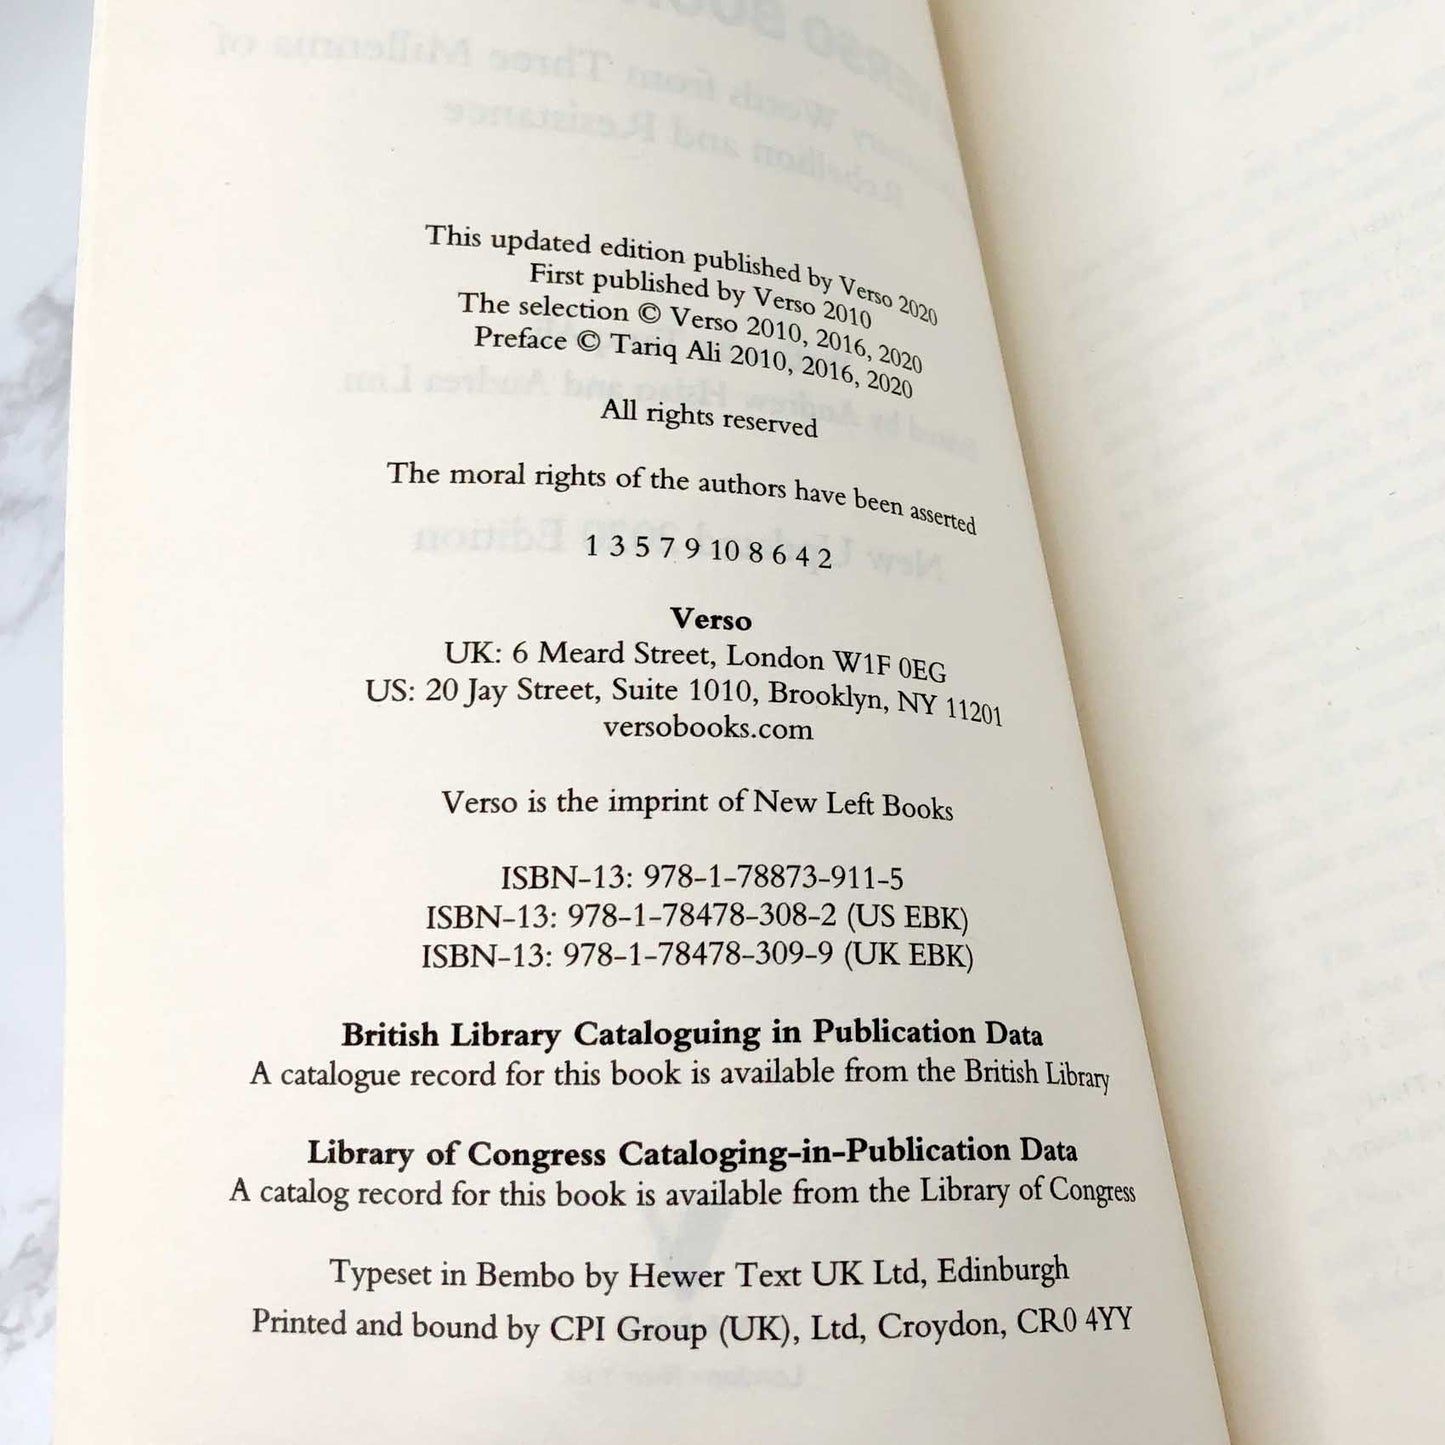 This updated edition published by Verso 2020
First published by Verso 2010
The selection © Verso 2010, 2016, 2020
Preface © Tariq Ali 2010, 2016, 2020
All rights reserved
The moral rights of the authors have been asserted
1 3 5 7 9 10 8 6 4 2
Verso
UK: 6 Meard Street, London W1F 0EG
US: 20 Jay Street, Suite 1010, Brooklyn, NY 11201
versobooks.com
Verso is the imprint of New Left Books
ISBN-13: 978-1-78873-911-5
ISBN-13: 978-1-78478-308-2 (US EBK)
ISBN-13: 978-1-78478-309-9 (UK EBK)
British Library Cataloguing in Publication Data
A catalogue record for this book is available from the British Library
Library of Congress Cataloging-in-Publication Data
A catalog record for this book is available from the Library of Congress
Typeset in Bembo by Hewer Text UK Ltd, Edinburgh
Printed and bound by CPI Group (UK), Ltd, Croydon, CR0 4YY